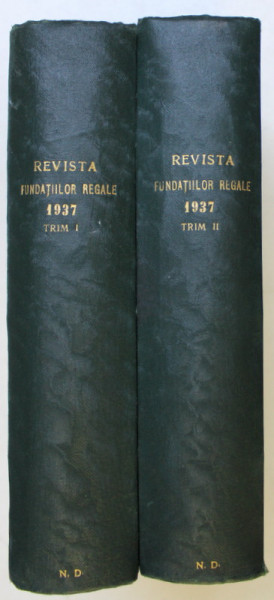 REVISTA
FUNDAȚIILOR REGALE
1937
TRIM I
N. D.
REVISTA
FUNDAȚIILOR REGALE
1937
TRIM II
N. D.